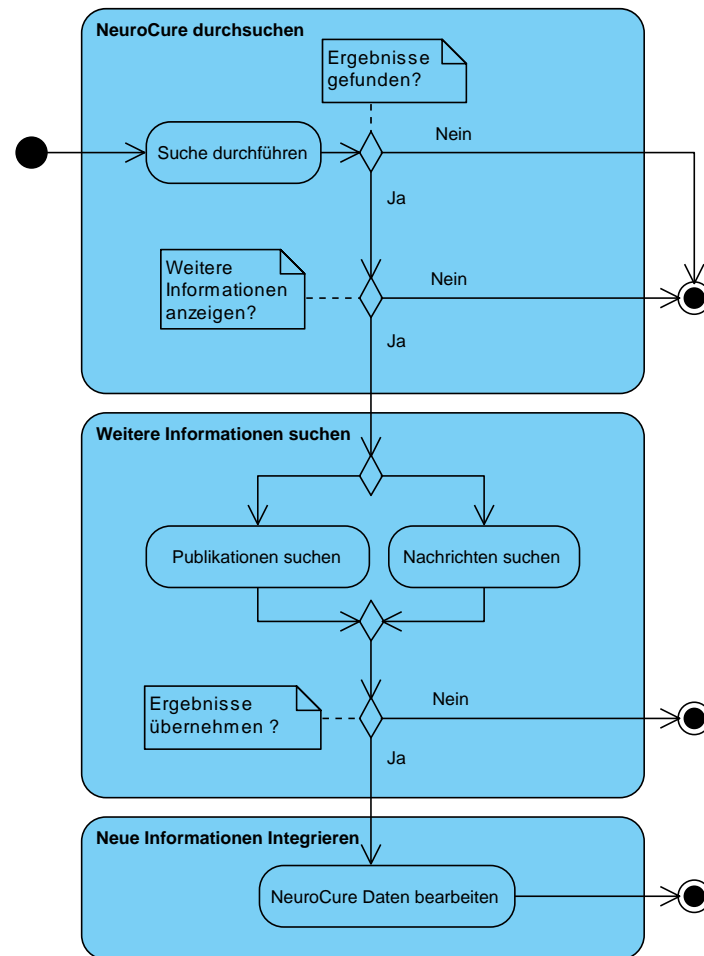 NeuroCure durchsuchen
Ergebnisse
gefunden?
Suche durchführen
Nein
Ja
Weitere
Informationen
anzeigen?
Nein
Ja
Weitere Informationen suchen
Publikationen suchen
Nachrichten suchen
Ergebnisse
übernehmen ?
Nein
Ja
Neue Informationen Integrieren
NeuroCure Daten bearbeiten